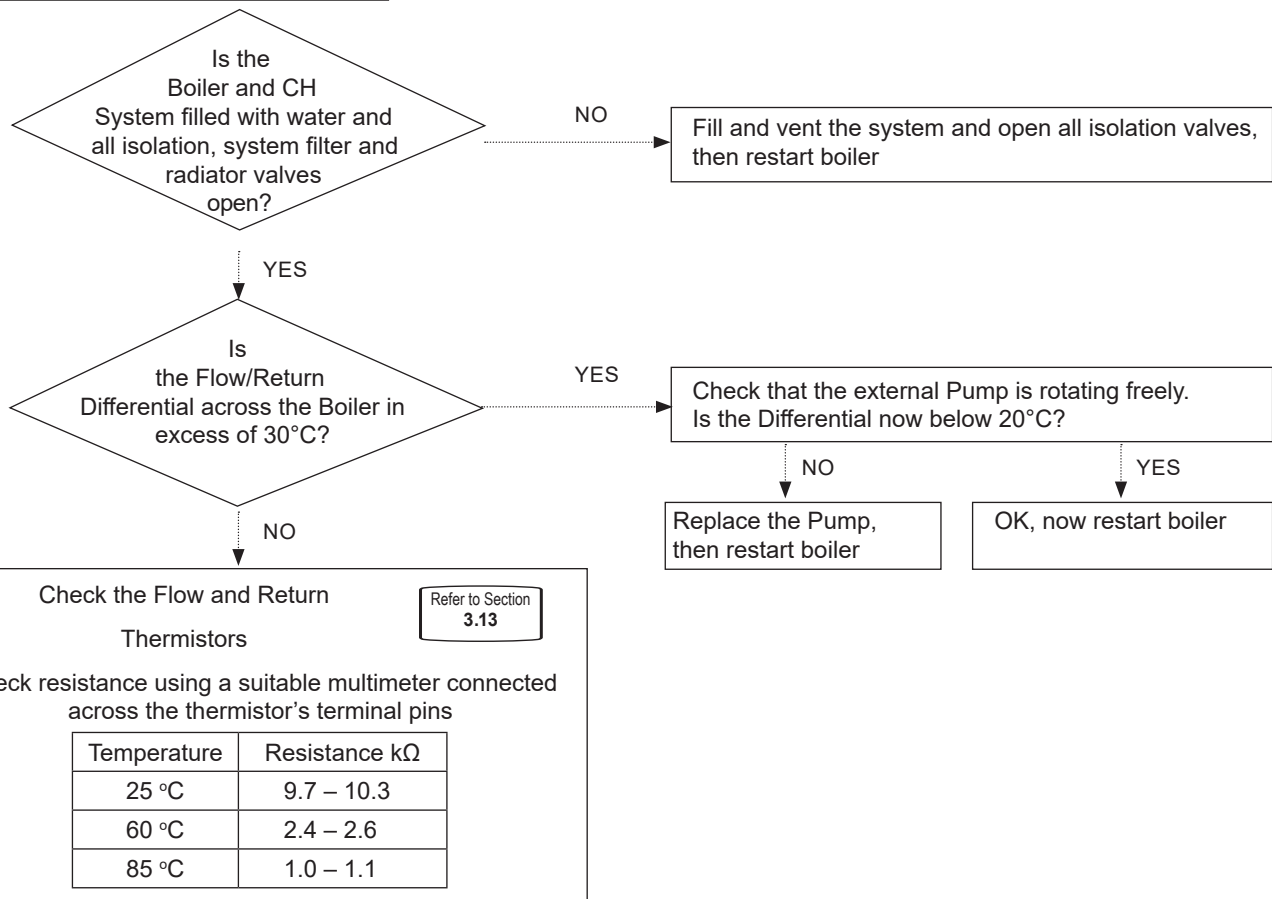 Is the
Boiler and CH
System filled with water and
all isolation, system filter and
radiator valves
open?
NO
Fill and vent the system and open all isolation valves,
then restart boiler
YES
Is
the Flow/Return
Differential across the Boiler in
excess of 30°C?
YES
Check that the external Pump is rotating freely.
Is the Differential now below 20°C?
NO
YES
Replace the Pump,
then restart boiler
OK, now restart boiler
NO
Check the Flow and Return
Thermistors
Refer to Section
3.13
eck resistance using a suitable multimeter connected
across the thermistor’s terminal pins
Temperature Resistance kΩ
25 °C 9.7 – 10.3
60 °C 2.4 – 2.6
85 °C 1.0 – 1.1